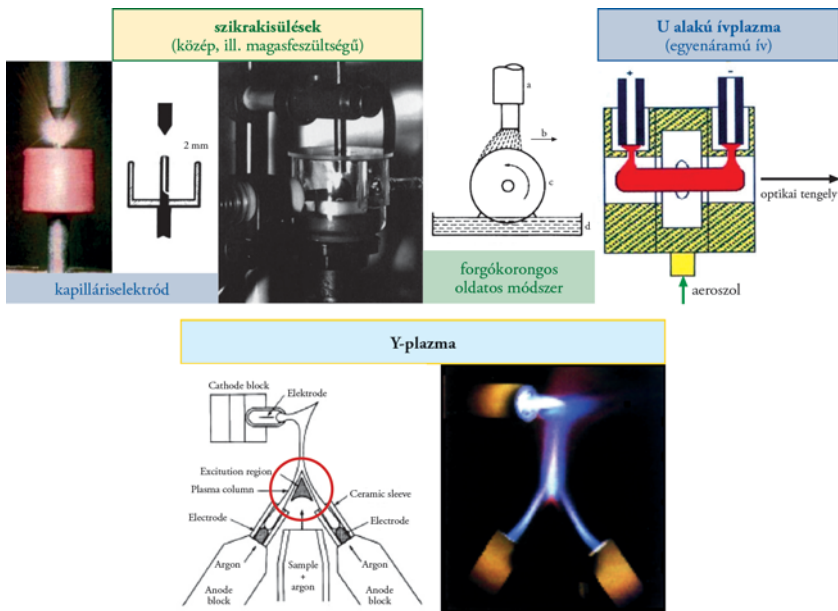 szikrakisülések
(közép, ill. magasfeszültségű)
U alakú ívplazma
(egyenáramú ív)
2 mm
a
b
c
d
+
-
optikai tengely
aeroszol
kapilláriselektród
forgókorongos
oldatos módszer
Y-plazma
Cathode block
Elektrode
Excitution region
Plasma column
Ceramic sleeve
Electrode
Electrode
Argon
Argon
Sample
+
argon
Anode
block
Anode
block